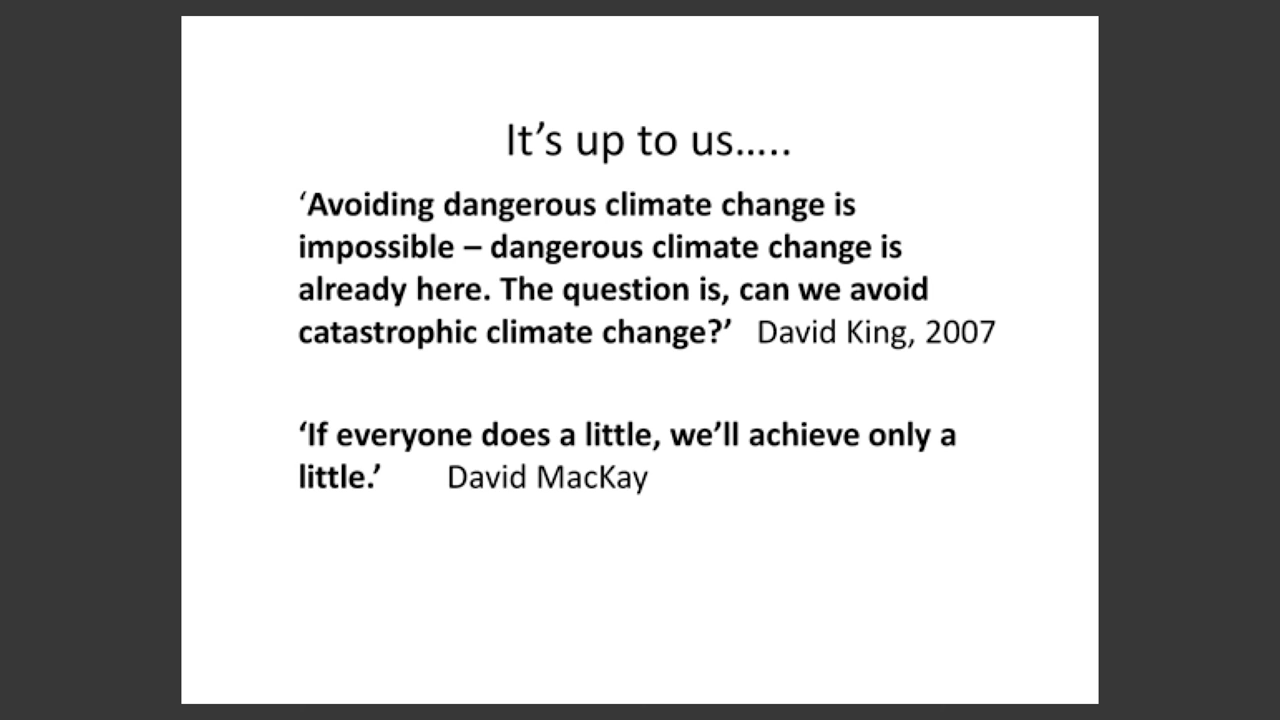 It’s up to us.....
‘Avoiding dangerous climate change is
impossible – dangerous climate change is
already here. The question is, can we avoid
catastrophic climate change?’ David King, 2007
‘If everyone does a little, we’ll achieve only a
little.’ David MacKay